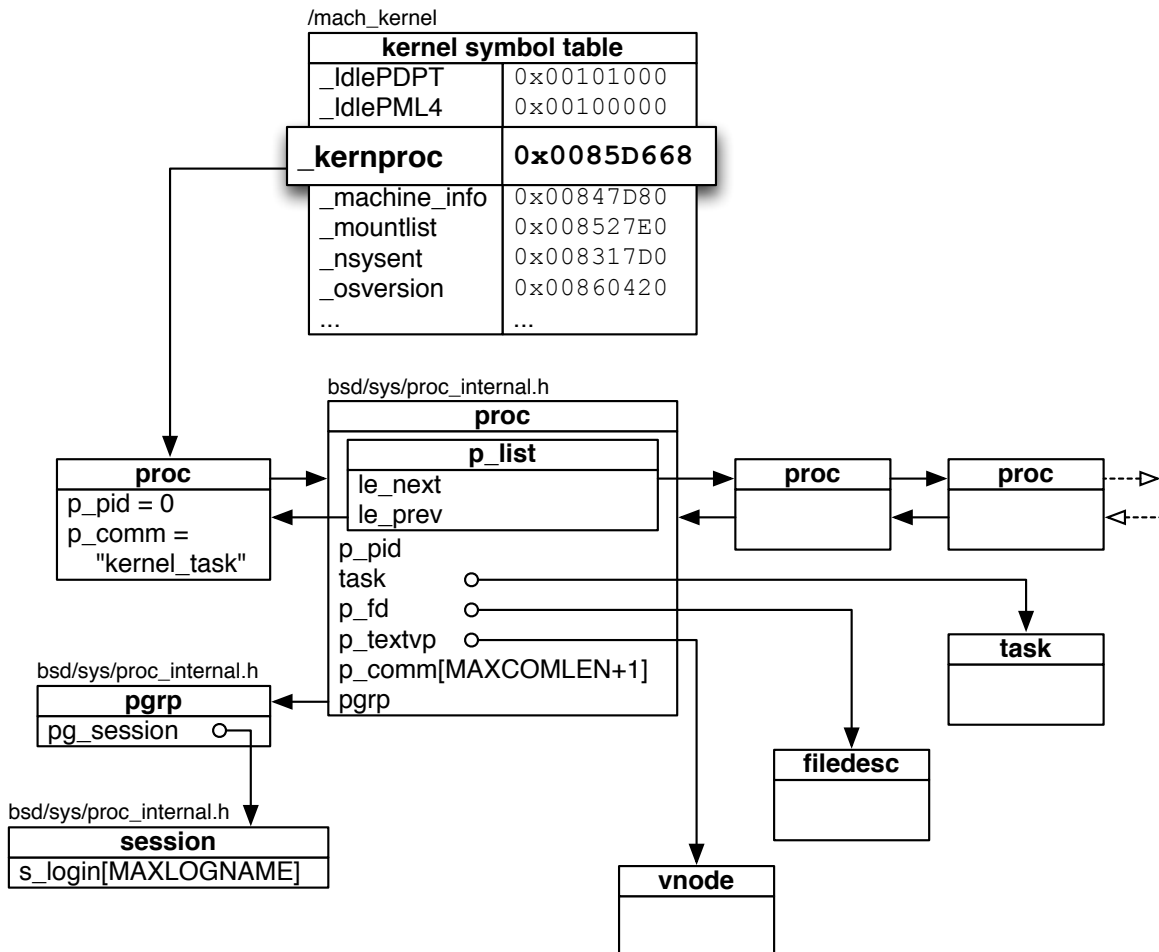 /mach_kernel
kernel symbol table
_IdlePDPT 0x00101000
_IdlePML4 0x00100000
_kernproc 0x0085D668
_machine_info 0x00847D80
_mountlist 0x008527E0
_nsysent 0x008317D0
_osversion 0x00860420
... ...
bsd/sys/proc_internal.h
proc
p_list
le_next
le_prev
p_pid
task
p_fd
p_textvp
p_comm[MAXCOMLEN+1]
pgrp
proc
p_pid = 0
p_comm =
"kernel_task"
proc
proc
task
bsd/sys/proc_internal.h
pgrp
pg_session
filedesc
bsd/sys/proc_internal.h
session
s_login[MAXLOGNAME]
vnode